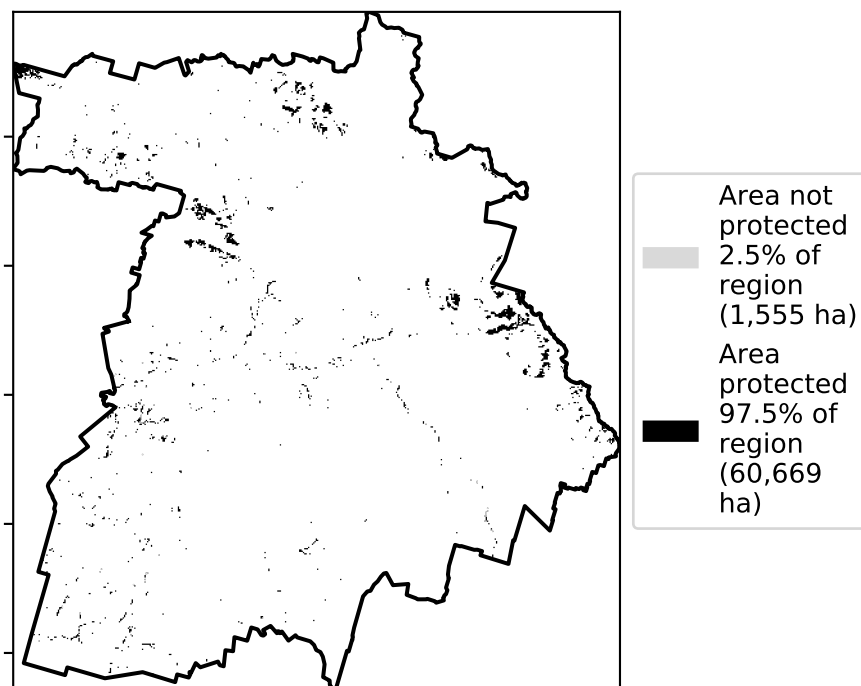 Area not
protected
2.5% of
region
(1,555 ha)
Area
protected
97.5% of
region
(60,669
ha)